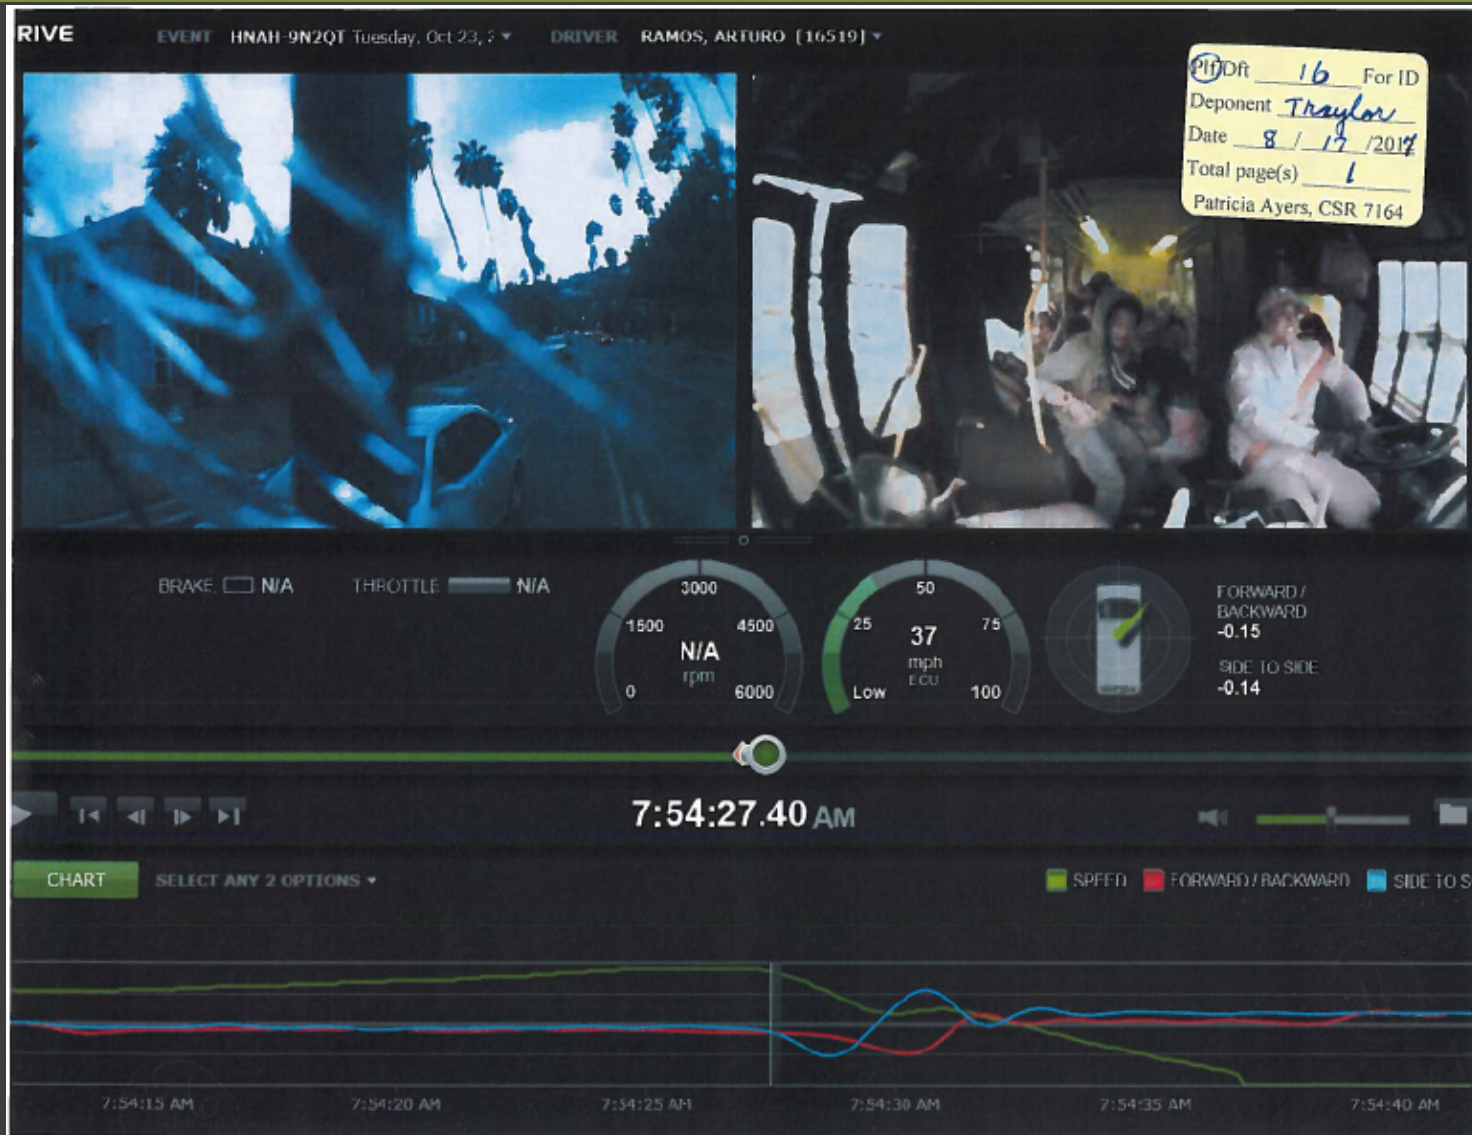 RIVE
EVENT HNAH-9N2QT Tuesday, Oct 23, 2
DRIVER RAMOS, ARTURO [16519]
Plf/Dft 16 For ID
Deponent Traylor
Date 8 / 17 /2017
Total page(s) 1
Patricia Ayers, CSR 7164
BRAKE N/A
THROTTLE N/A
3000
1500 4500
N/A
rpm
0 6000
50
25 75
37
mph
ECU
Low 100
FORWARD /
BACKWARD
-0.15
SIDE TO SIDE
-0.14
7:54:27.40 AM
CHART
SELECT ANY 2 OPTIONS
SPEED FORWARD / BACKWARD SIDE TO S
7:54:15 AM 7:54:20 AM 7:54:25 AM 7:54:30 AM 7:54:35 AM 7:54:40 AM